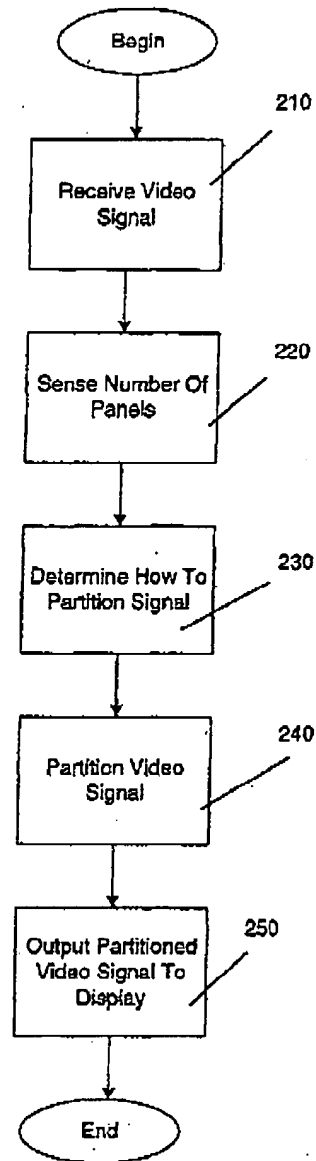 Begin
210
Receive Video
Signal
220
Sense Number Of
Panels
230
Determine How To
Partition Signal
240
Partition Video
Signal
250
Output Partitioned
Video Signal To
Display
End